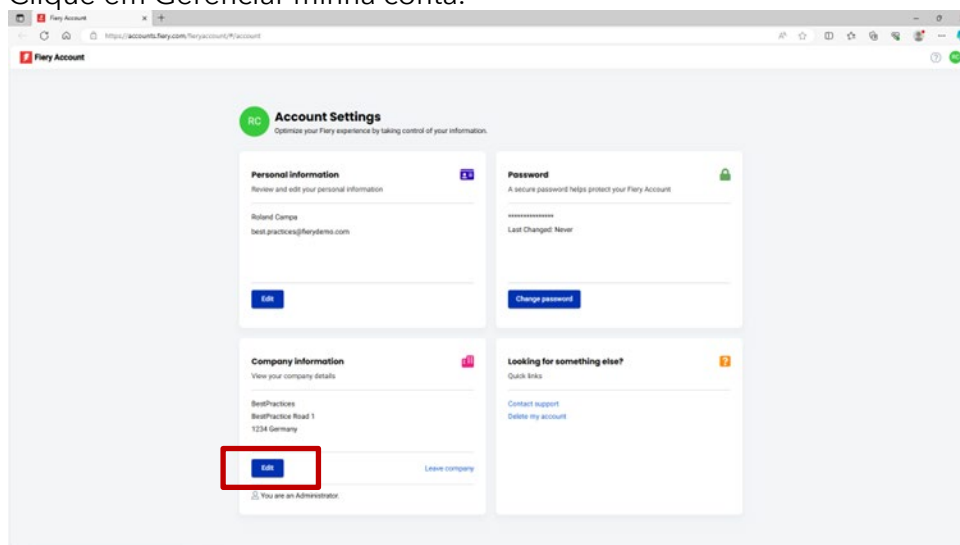 Clique em Gerenciar minha conta.
Fiery Account
https://accounts.fiery.com/fieryaccount/#/account
Fiery Account
RC
RC Account Settings
Optimize your Fiery experience by taking control of your information.
Personal information
Review and edit your personal information
Roland Campa
best.practices@fierydemo.com
Edit
Password
A secure password helps protect your Fiery Account
***************
Last Changed: Never
Change password
Company information
View your company details
BestPractices
BestPractice Road 1
1234 Germany
Edit
Leave company
You are an Administrator.
Looking for something else?
Quick links
Contact support
Delete my account